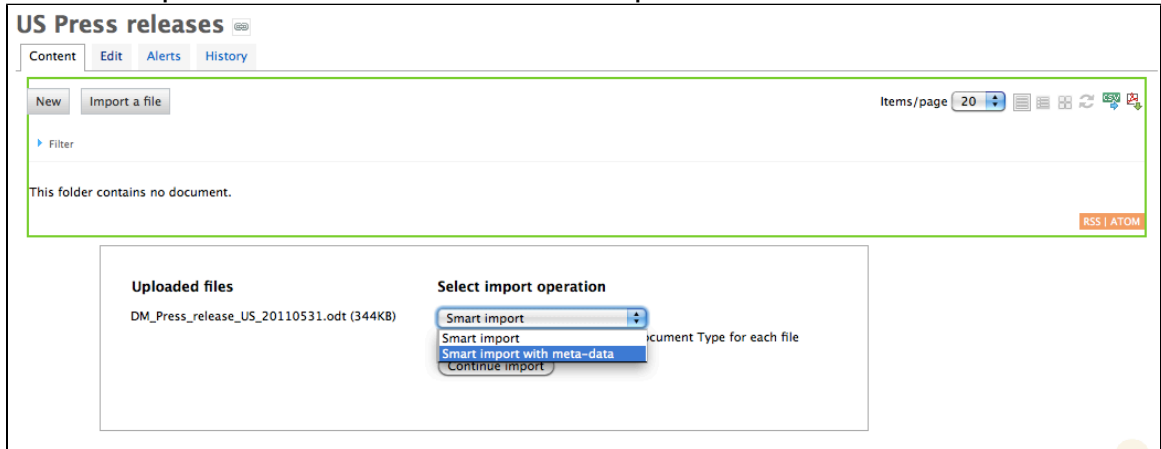 US Press releases
Content Edit Alerts History
New Import a file Items/page 20 CSV
Filter
This folder contains no document.
RSS | ATOM
Uploaded files Select import operation
DM_Press_release_US_20110531.odt (344KB) Smart import
Smart import ocument Type for each file
Smart import with meta-data
Continue import